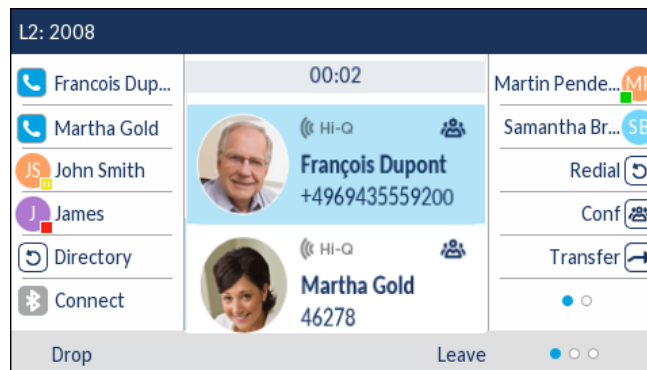 L2: 2008
Francois Dup...
Martha Gold
JS John Smith
J James
Directory
Connect
00:02
Hi-Q
François Dupont
+4969435559200
Hi-Q
Martha Gold
46278
Martin Pende... MP
Samantha Br... SB
Redial
Conf
Transfer
Drop
Leave